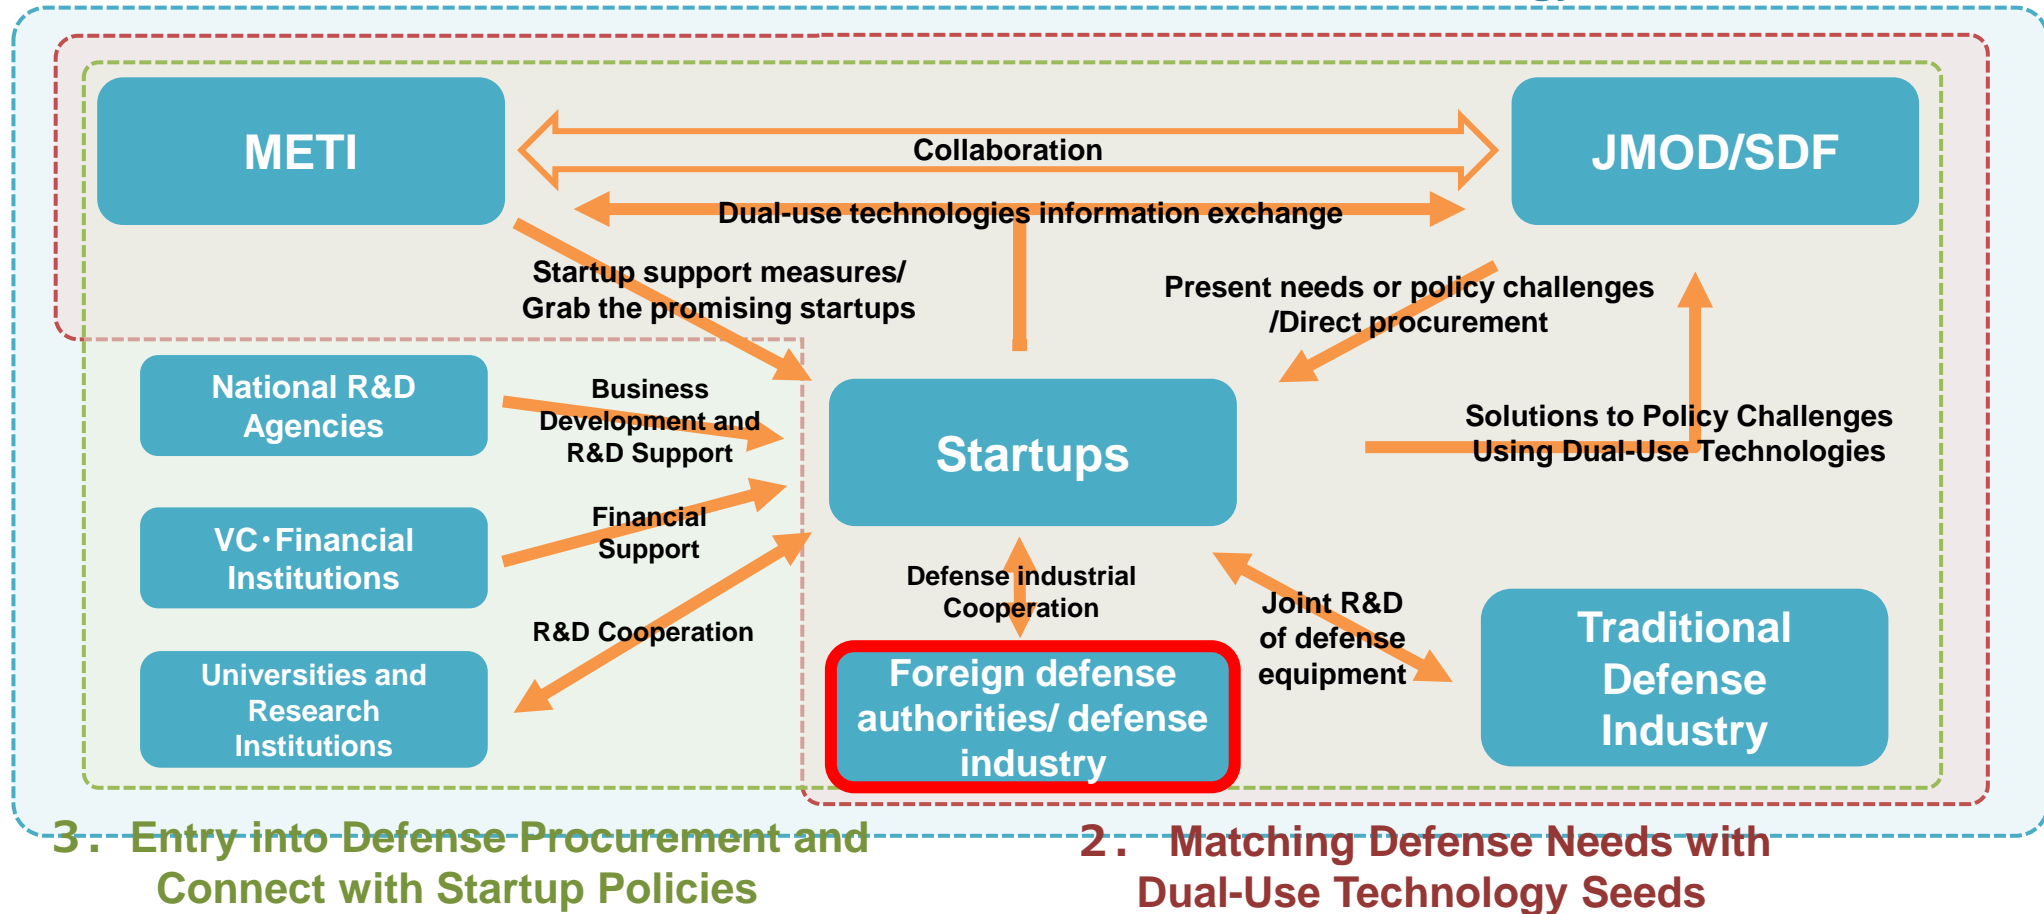 METI
JMOD/SDF
Collaboration
Dual-use technologies information exchange
Startup support measures/
Grab the promising startups
Present needs or policy challenges
/Direct procurement
National R&D
Agencies
Business
Development and
R&D Support
Startups
Solutions to Policy Challenges
Using Dual-Use Technologies
VC・Financial
Institutions
Financial
Support
Defense industrial
Cooperation
Joint R&D
of defense
equipment
R&D Cooperation
Traditional
Defense
Industry
Universities and
Research
Institutions
Foreign defense
authorities/ defense
industry
3. Entry into Defense Procurement and
Connect with Startup Policies
2. Matching Defense Needs with
Dual-Use Technology Seeds